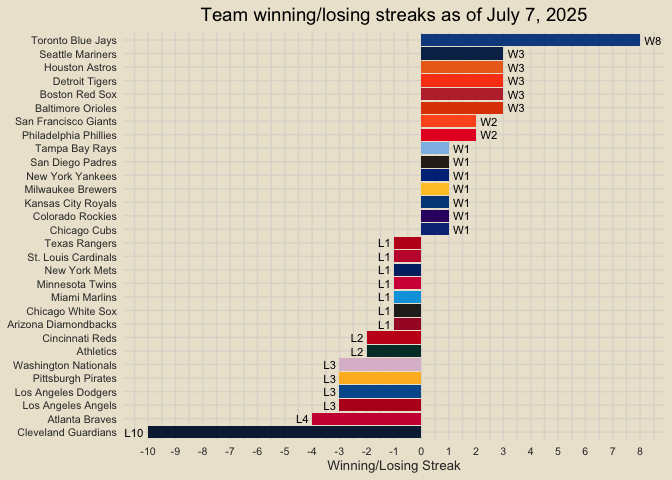 Team winning/losing streaks as of July 7, 2025
Toronto Blue Jays W8
Seattle Mariners W3
Houston Astros W3
Detroit Tigers W3
Boston Red Sox W3
Baltimore Orioles W3
San Francisco Giants W2
Philadelphia Phillies W2
Tampa Bay Rays W1
San Diego Padres W1
New York Yankees W1
Milwaukee Brewers W1
Kansas City Royals W1
Colorado Rockies W1
Chicago Cubs W1
Texas Rangers L1
St. Louis Cardinals L1
New York Mets L1
Minnesota Twins L1
Miami Marlins L1
Chicago White Sox L1
Arizona Diamondbacks L1
Cincinnati Reds L2
Athletics L2
Washington Nationals L3
Pittsburgh Pirates L3
Los Angeles Dodgers L3
Los Angeles Angels L3
Atlanta Braves L4
Cleveland Guardians L10
-10 -9 -8 -7 -6 -5 -4 -3 -2 -1 0 1 2 3 4 5 6 7 8
Winning/Losing Streak